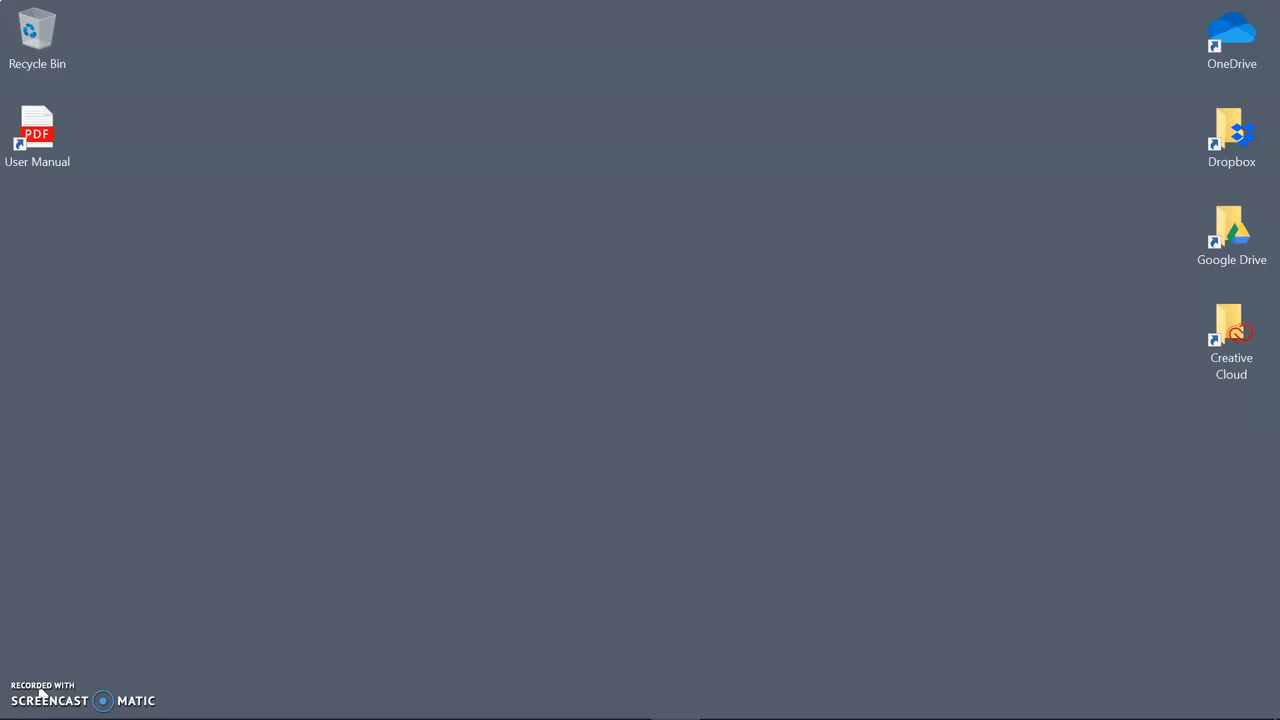 Recycle Bin
User Manual
PDF
OneDrive
Dropbox
Google Drive
Creative
Cloud
RECORDED WITH
SCREENCAST MATIC